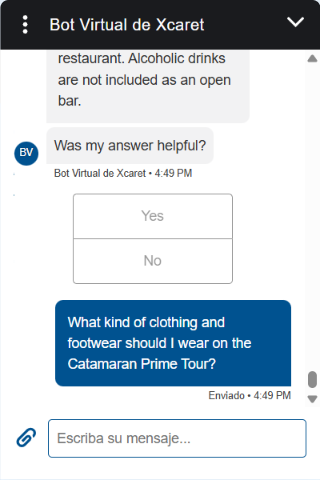 Bot Virtual de Xcaret
restaurant. Alcoholic drinks
are not included as an open
bar.
Was my answer helpful?
BV
Bot Virtual de Xcaret • 4:49 PM
Yes
No
What kind of clothing and
footwear should I wear on the
Catamaran Prime Tour?
Enviado • 4:49 PM
Escriba su mensaje...